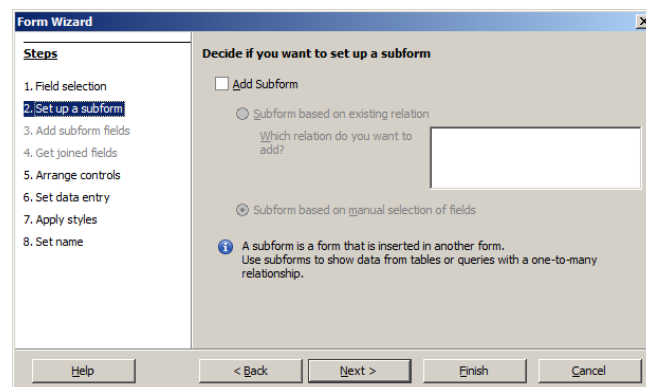 Form Wizard
Steps
1. Field selection
2. Set up a subform
3. Add subform fields
4. Get joined fields
5. Arrange controls
6. Set data entry
7. Apply styles
8. Set name
Decide if you want to set up a subform
Add Subform
Subform based on existing relation
Which relation do you want to
add?
Subform based on manual selection of fields
A subform is a form that is inserted in another form.
Use subforms to show data from tables or queries with a one-to-many
relationship.
Help
< Back
Next >
Finish
Cancel